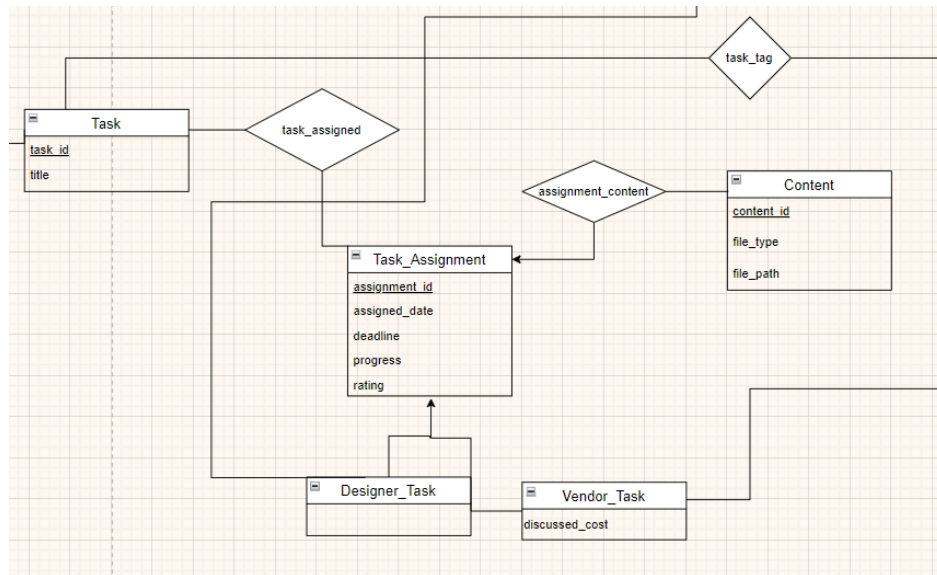 task_tag
Task
task_id
title
task_assigned
assignment_content
Content
content_id
file_type
file_path
Task_Assignment
assignment_id
assigned_date
deadline
progress
rating
Designer_Task
Vendor_Task
discussed_cost